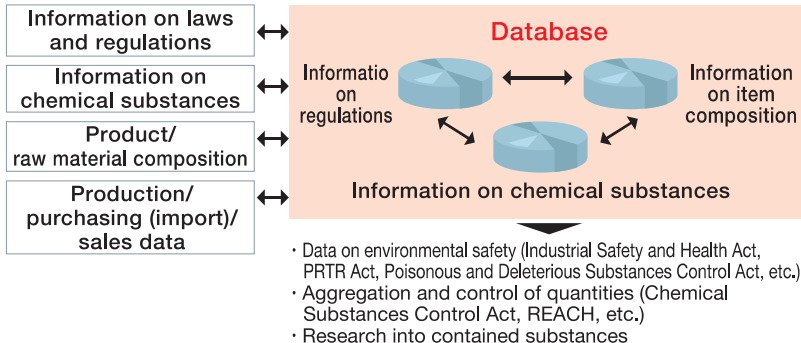 Information on laws
and regulations
Information on
chemical substances
Product/
raw material composition
Production/
purchasing (import)/
sales data
Database
Informatio
on
regulations
Information
on item
composition
Information on chemical substances
・Data on environmental safety (Industrial Safety and Health Act,
PRTR Act, Poisonous and Deleterious Substances Control Act, etc.)
・Aggregation and control of quantities (Chemical
Substances Control Act, REACH, etc.)
・Research into contained substances